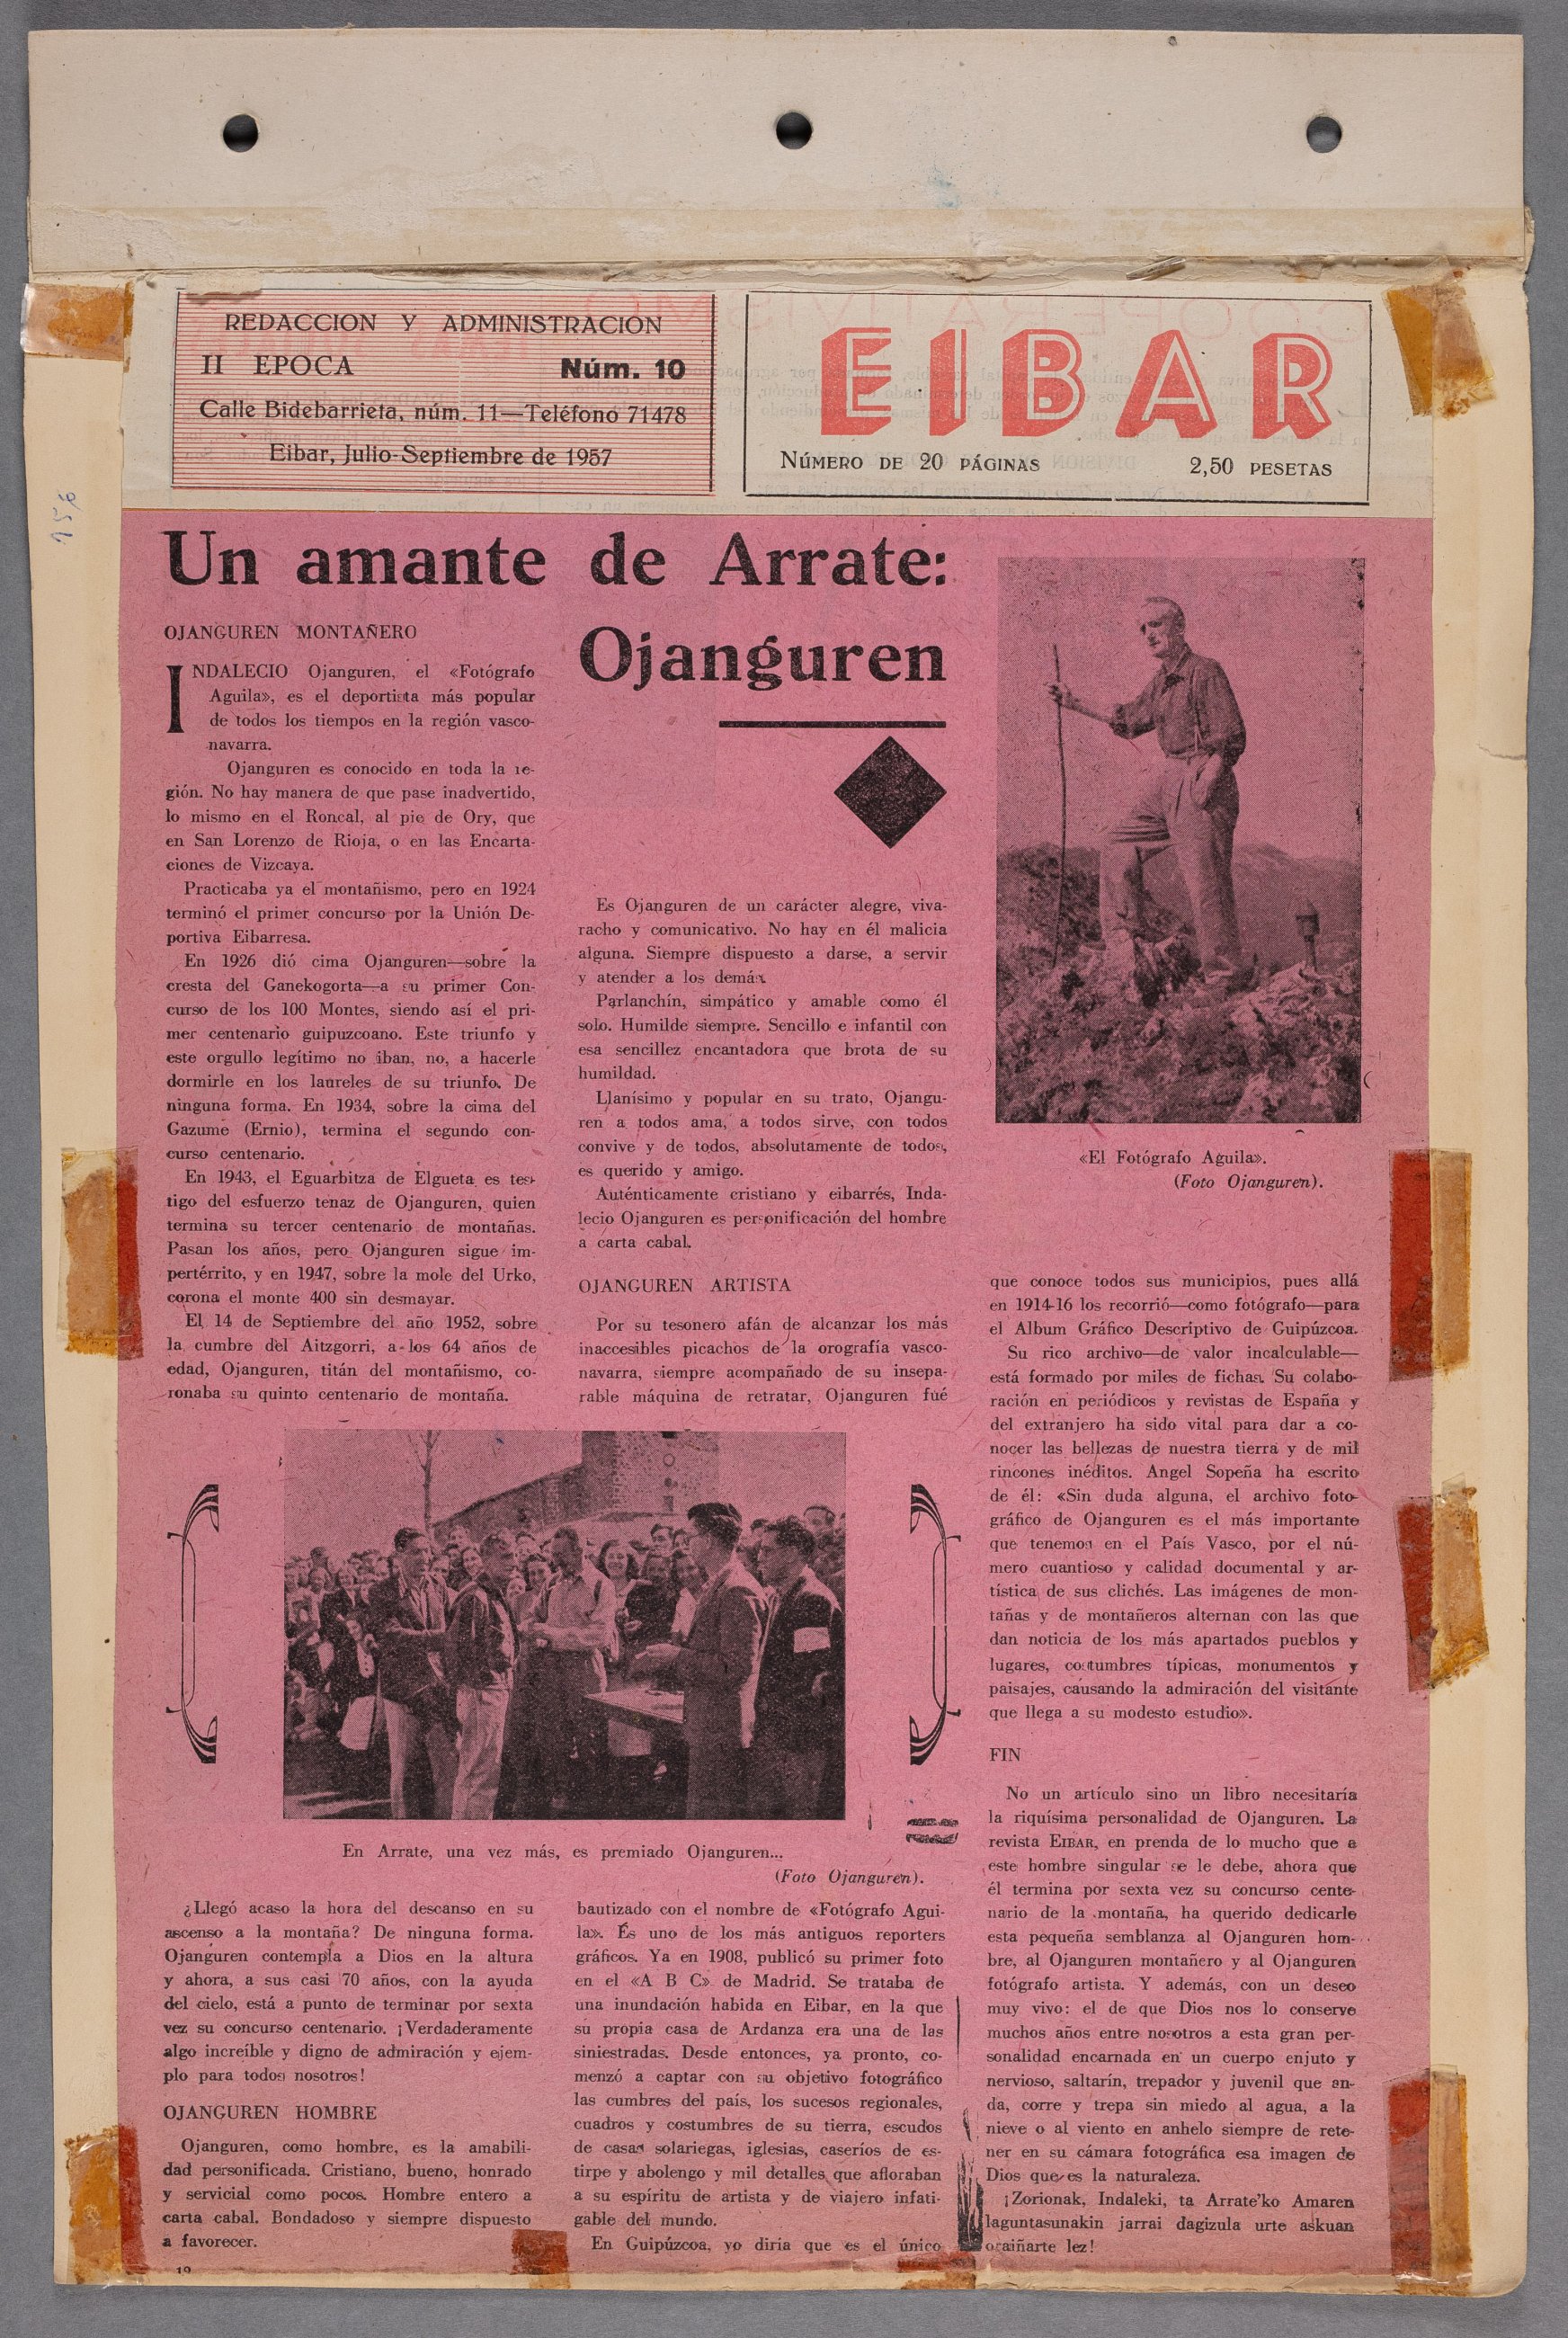 REDACCION Y ADMINISTRACION
II EPOCA Núm. 10
Calle Bidebarrieta, núm. 11—Teléfono 71478
Eibar, Julio-Septiembre de 1957
EIBAR
NÚMERO DE 20 PÁGINAS 2,50 PESETAS
Un amante de Arrate:
Ojanguren
OJANGUREN MONTAÑERO
INDALECIO Ojanguren, el «Fotógrafo
Aguila», es el deportista más popular
de todos los tiempos en la región vasco-
navarra.
Ojanguren es conocido en toda la re-
gión. No hay manera de que pase inadvertido,
lo mismo en el Roncal, al pie de Ory, que
en San Lorenzo de Rioja, o en las Encarta-
ciones de Vizcaya.
Practicaba ya el montañismo, pero en 1924
terminó el primer concurso por la Unión De-
portiva Eibarresa.
En 1926 dió cima Ojanguren—sobre la
cresta del Ganekogorta—a su primer Con-
curso de los 100 Montes, siendo así el pri-
mer centenario guipuzcoano. Este triunfo y
este orgullo legítimo no iban, no, a hacerle
dormirle en los laureles de su triunfo. De
ninguna forma. En 1934, sobre la cima del
Gazume (Ernio), termina el segundo con-
curso centenario.
En 1943, el Eguarbitza de Elgueta es tes-
tigo del esfuerzo tenaz de Ojanguren, quien
termina su tercer centenario de montañas.
Pasan los años, pero Ojanguren sigue im-
pertérrito, y en 1947, sobre la mole del Urko,
corona el monte 400 sin desmayar.
El 14 de Septiembre del año 1952, sobre
la cumbre del Aitzgorri, a los 64 años de
edad, Ojanguren, titán del montañismo, co-
ronaba su quinto centenario de montaña.
Es Ojanguren de un carácter alegre, viva-
racho y comunicativo. No hay en él malicia
alguna. Siempre dispuesto a darse, a servir
y atender a los demás.
Parlanchín, simpático y amable como él
solo. Humilde siempre. Sencillo e infantil con
esa sencillez encantadora que brota de su
humildad.
Llanísimo y popular en su trato, Ojangu-
ren a todos ama, a todos sirve, con todos
convive y de todos, absolutamente de todos,
es querido y amigo.
Auténticamente cristiano y eibarrés, Inda-
lecio Ojanguren es personificación del hombre
a carta cabal.
OJANGUREN ARTISTA
Por su tesonero afán de alcanzar los más
inaccesibles picachos de la orografía vasco-
navarra, siempre acompañado de su insepa-
rable máquina de retratar, Ojanguren fué
«El Fotógrafo Aguila».
(Foto Ojanguren).
En Arrate, una vez más, es premiado Ojanguren...
(Foto Ojanguren).
¿Llegó acaso la hora del descanso en su
ascenso a la montaña? De ninguna forma.
Ojanguren contempla a Dios en la altura
y ahora, a sus casi 70 años, con la ayuda
del cielo, está a punto de terminar por sexta
vez su concurso centenario. ¡Verdaderamente
algo increíble y digno de admiración y ejem-
plo para todos nosotros!
OJANGUREN HOMBRE
Ojanguren, como hombre, es la amabili-
dad personificada. Cristiano, bueno, honrado
y servicial como pocos. Hombre entero a
carta cabal. Bondadoso y siempre dispuesto
a favorecer.
bautizado con el nombre de «Fotógrafo Agui-
la». És uno de los más antiguos reporters
gráficos. Ya en 1908, publicó su primer foto
en el «A B C» de Madrid. Se trataba de
una inundación habida en Eibar, en la que
su propia casa de Ardanza era una de las
siniestradas. Desde entonces, ya pronto, co-
menzó a captar con su objetivo fotográfico
las cumbres del país, los sucesos regionales,
cuadros y costumbres de su tierra, escudos
de casas solariegas, iglesias, caseríos de es-
tirpe y abolengo y mil detalles que afloraban
a su espíritu de artista y de viajero infati-
gable del mundo.
En Guipúzcoa, yo diría que es el único
que conoce todos sus municipios, pues allá
en 1914-16 los recorrió—como fotógrafo—para
el Album Gráfico Descriptivo de Guipúzcoa.
Su rico archivo—de valor incalculable—
está formado por miles de fichas. Su colabo-
ración en periódicos y revistas de España y
del extranjero ha sido vital para dar a co-
nocer las bellezas de nuestra tierra y de mil
rincones inéditos. Angel Sopeña ha escrito
de él: «Sin duda alguna, el archivo foto-
gráfico de Ojanguren es el más importante
que tenemos en el País Vasco, por el nú-
mero cuantioso y calidad documental y ar-
tística de sus clichés. Las imágenes de mon-
tañas y de montañeros alternan con las que
dan noticia de los más apartados pueblos y
lugares, costumbres típicas, monumentos y
paisajes, causando la admiración del visitante
que llega a su modesto estudio».
FIN
No un artículo sino un libro necesitaría
la riquísima personalidad de Ojanguren. La
revista EIBAR, en prenda de lo mucho que a
este hombre singular se le debe, ahora que
él termina por sexta vez su concurso cente-
nario de la montaña, ha querido dedicarle
esta pequeña semblanza al Ojanguren hom-
bre, al Ojanguren montañero y al Ojanguren
fotógrafo artista. Y además, con un deseo
muy vivo: el de que Dios nos lo conserve
muchos años entre nosotros a esta gran per-
sonalidad encarnada en un cuerpo enjuto y
nervioso, saltarín, trepador y juvenil que an-
da, corre y trepa sin miedo al agua, a la
nieve o al viento en anhelo siempre de rete-
ner en su cámara fotográfica esa imagen de
Dios que es la naturaleza.
¡Zorionak, Indaleki, ta Arrate'ko Amaren
laguntasunakin jarrai dagizula urte askuan
oraiñarte lez!